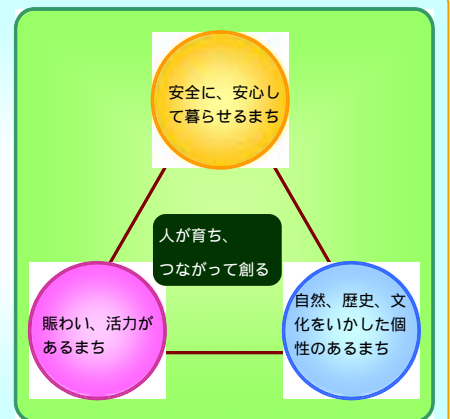 安全に、安心し
て暮らせるまち
人が育ち、
つながって創る
賑わい、活力が
あるまち
自然、歴史、文
化をいかした個
性のあるまち